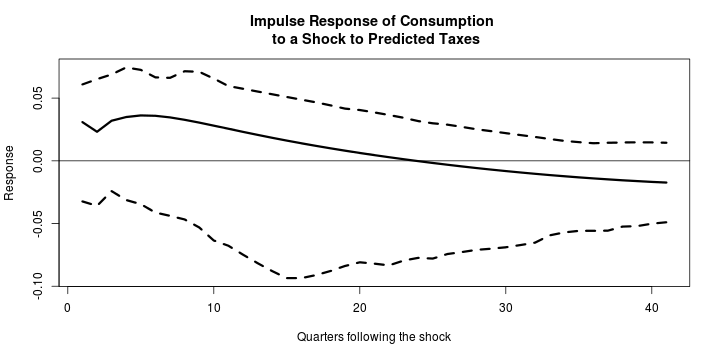 Impulse Response of Consumption
to a Shock to Predicted Taxes
Response
0.05
0.00
-0.05
-0.10
0 10 20 30 40
Quarters following the shock